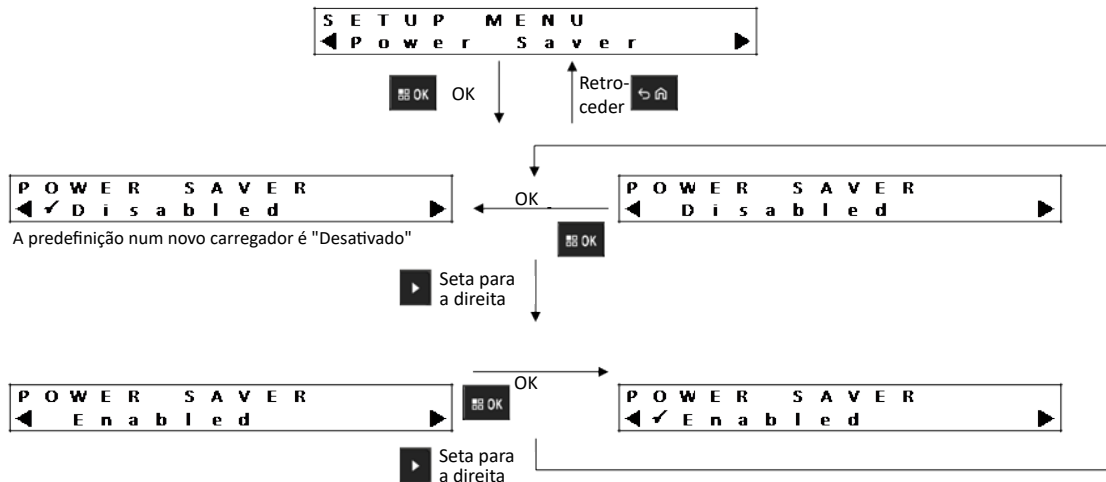 SETUP MENU
Power Saver
OK OK
Retro-
ceder
POWER SAVER
✓Disabled
A predefinição num novo carregador é "Desativado"
OK
OK
POWER SAVER
Disabled
Seta para
a direita
POWER SAVER
Enabled
OK
OK
POWER SAVER
✓Enabled
Seta para
a direita